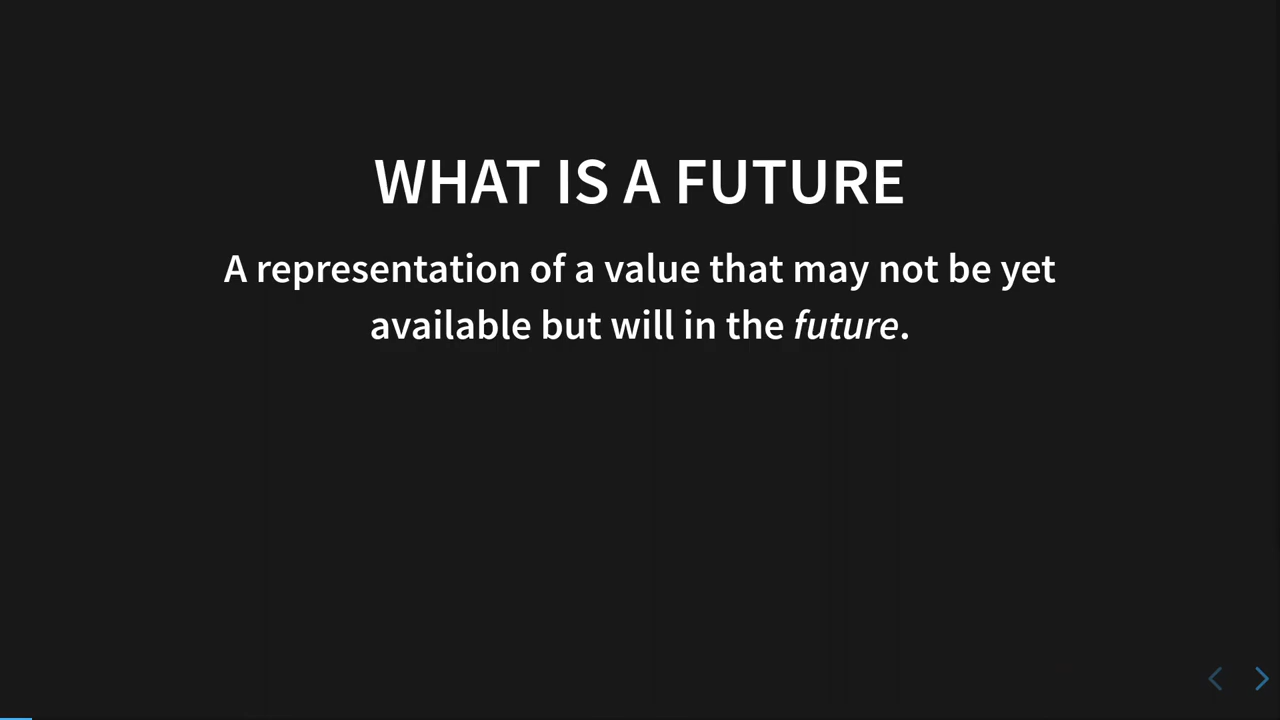 WHAT IS A FUTURE
A representation of a value that may not be yet
available but will in the future.